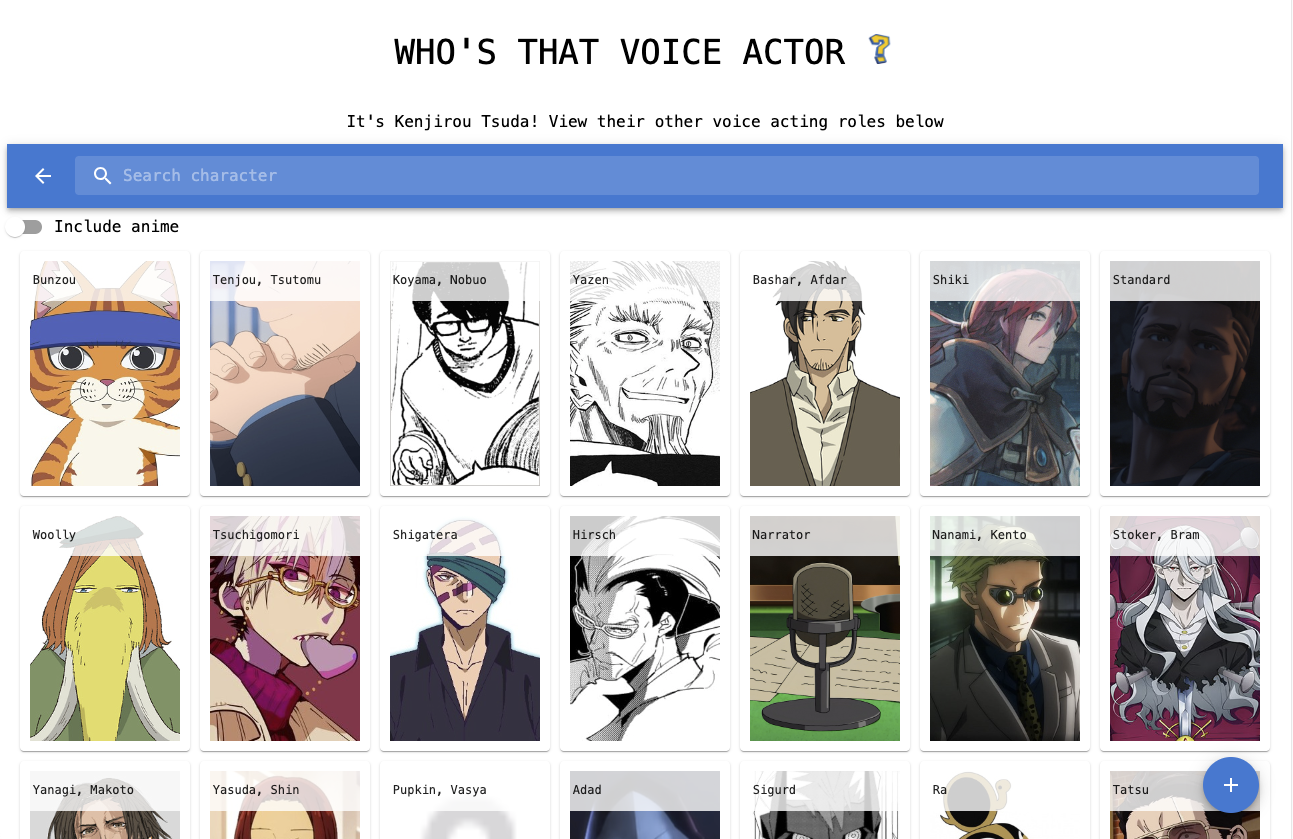 WHO'S THAT VOICE ACTOR
It's Kenjirou Tsuda! View their other voice acting roles below
Search character
Include anime
Bunzou
Tenjou, Tsutomu
Koyama, Nobuo
Yazen
Bashar, Afdar
Shiki
Standard
Woolly
Tsuchigomori
Shigatera
Hirsch
Narrator
Nanami, Kento
Stoker, Bram
Yanagi, Makoto
Yasuda, Shin
Pupkin, Vasya
Adad
Sigurd
Ra
Tatsu